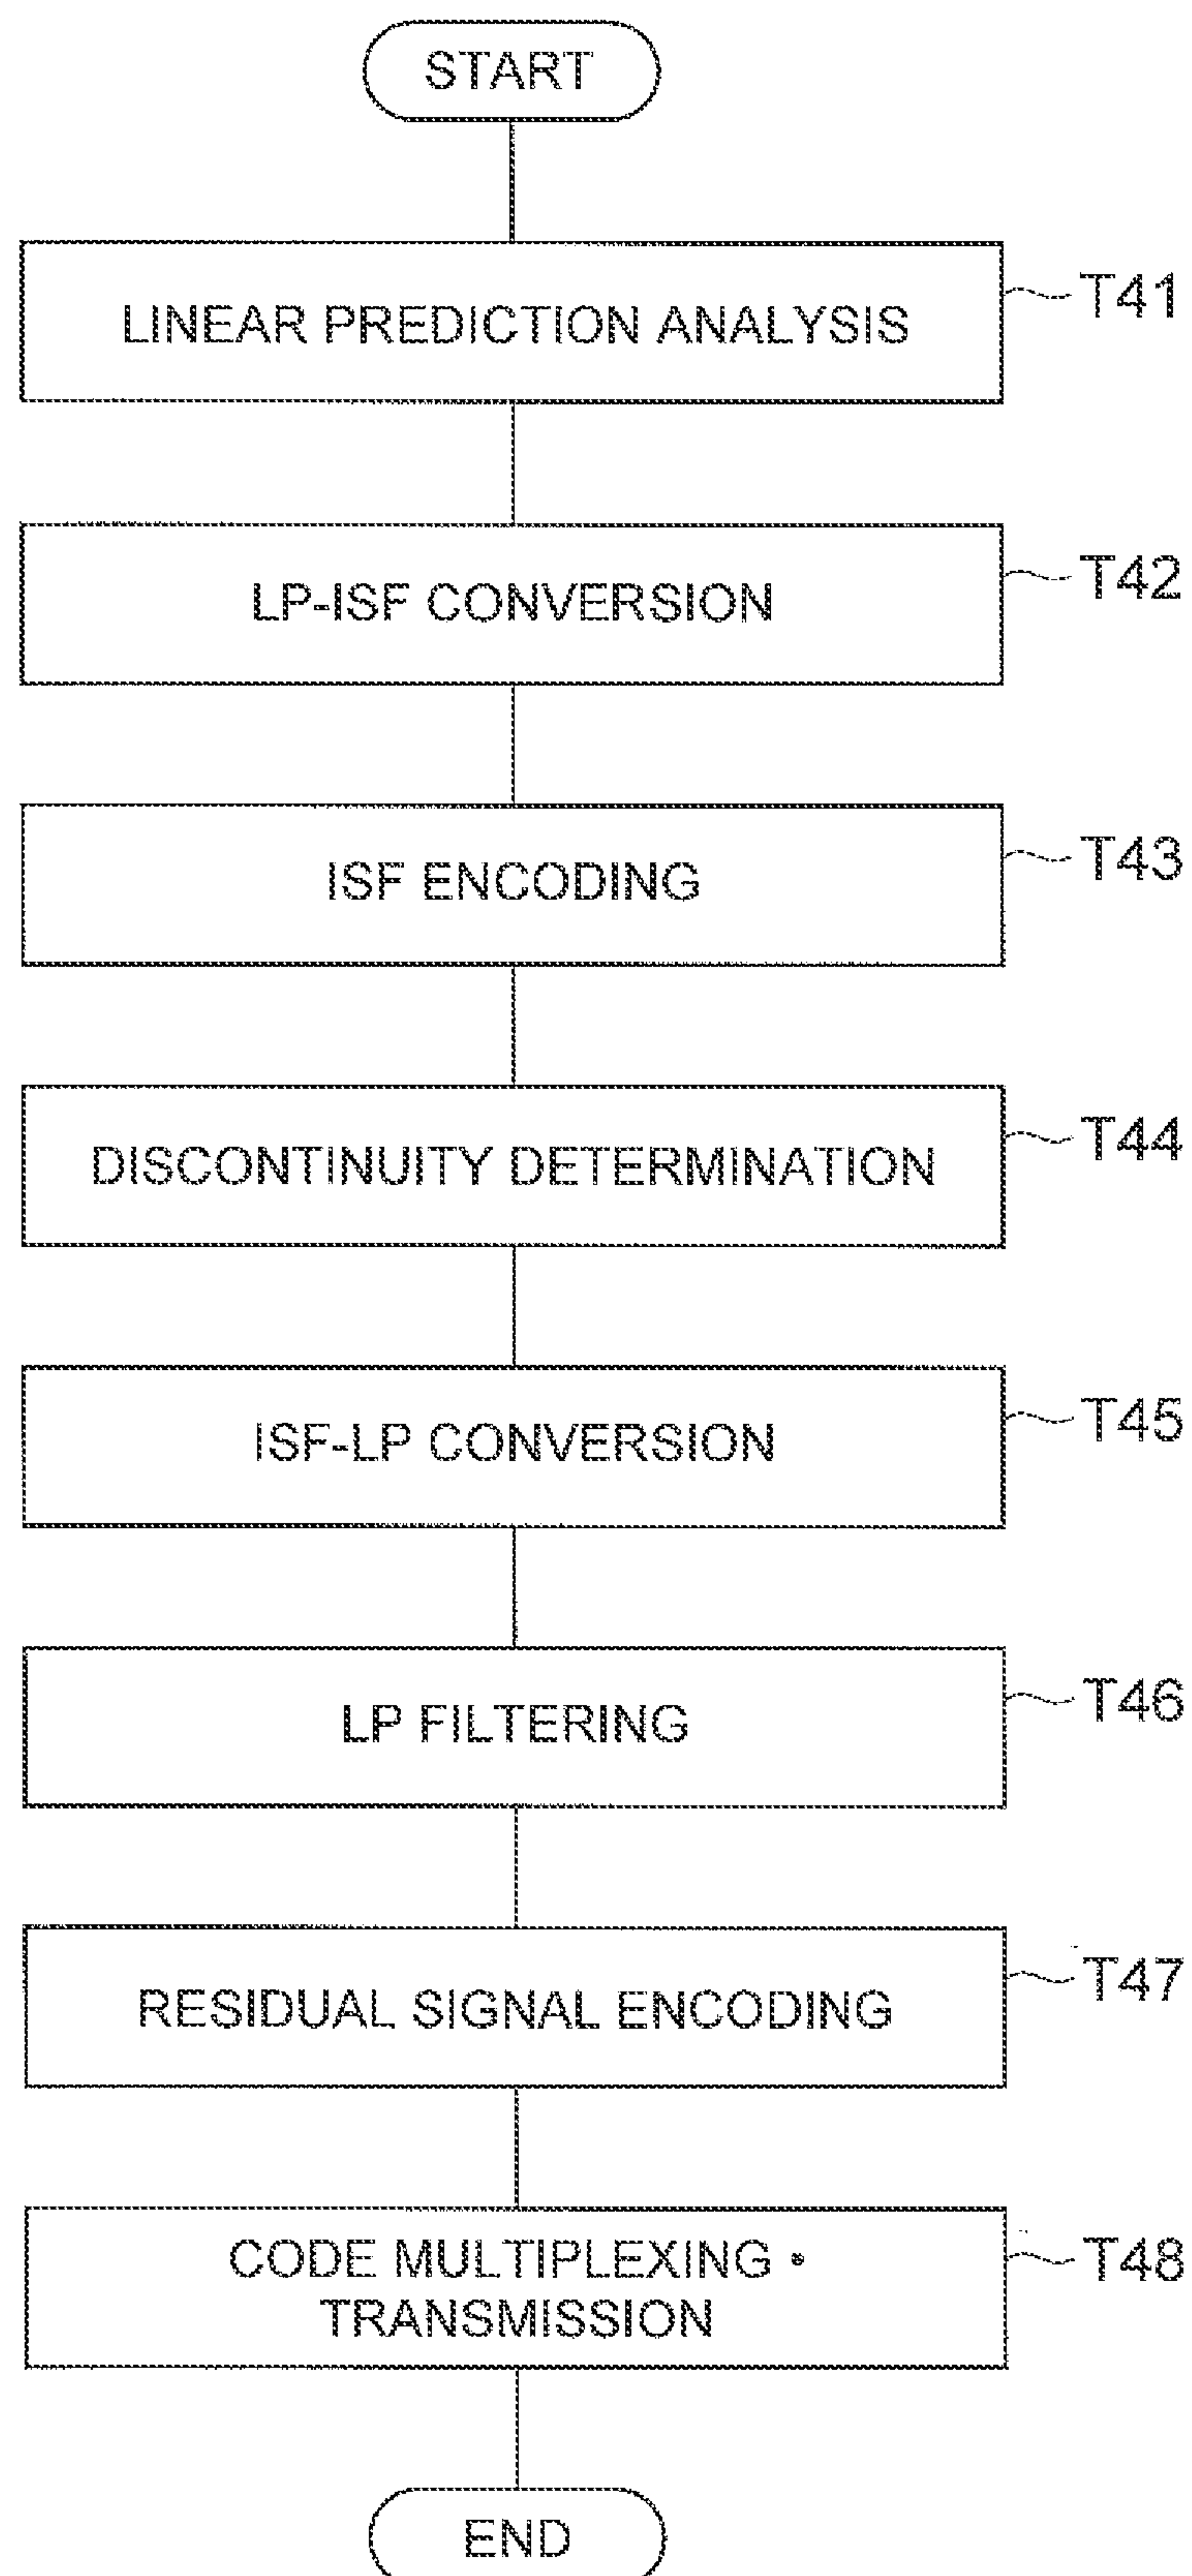 START
LINEAR PREDICTION ANALYSIS
T41
LP-ISF CONVERSION
T42
ISF ENCODING
T43
DISCONTINUITY DETERMINATION
T44
ISF-LP CONVERSION
T45
LP FILTERING
T46
RESIDUAL SIGNAL ENCODING
T47
CODE MULTIPLEXING •
TRANSMISSION
T48
END